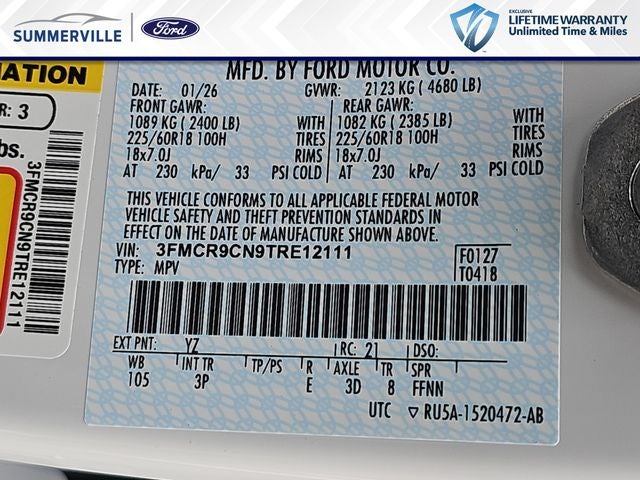 SUMMERVILLE
Ford
EXCLUSIVE
LIFETIME WARRANTY
Unlimited Time & Miles
MATION
R: 3
bs.
3FMCR9CN9TRE12111
MFD. BY FORD MOTOR CO.
DATE: 01/26 GVWR: 2123 KG ( 4680 LB)
FRONT GAWR: REAR GAWR:
1089 KG ( 2400 LB) WITH 1082 KG ( 2385 LB) WITH
225/60R18 100H TIRES 225/60R18 100H TIRES
18x7.0J RIMS 18x7.0J RIMS
AT 230 kPa/ 33 PSI COLD AT 230 kPa/ 33 PSI COLD
THIS VEHICLE CONFORMS TO ALL APPLICABLE FEDERAL MOTOR
VEHICLE SAFETY AND THEFT PREVENTION STANDARDS IN
EFFECT ON THE DATE OF MANUFACTURE SHOWN ABOVE.
VIN: 3FMCR9CN9TRE12111 F0127
TYPE: MPV T0418
EXT PNT: YZ RC: 21 DSO:
WB INT TR TP/PS R AXLE TR SPR
105 3P E 3D 8 FFNN
UTC ▽ RU5A-1520472-AB